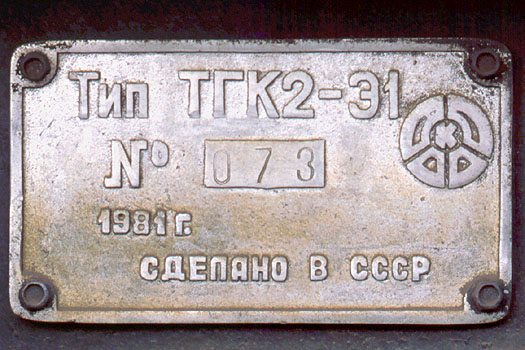 Тип ТГК2-Э1
№ 073
1981 г.
СДЕЛАНО В СССР